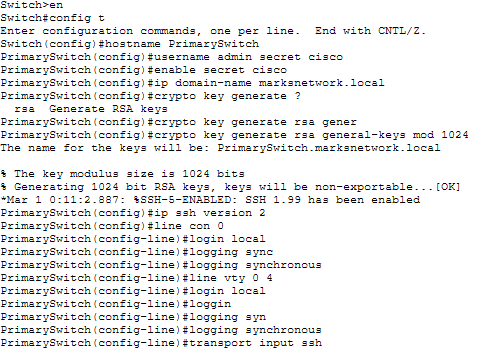 Switch>en
Switch#config t
Enter configuration commands, one per line.  End with CNTL/Z.
Switch(config)#hostname PrimarySwitch
PrimarySwitch(config)#username admin secret cisco
PrimarySwitch(config)#enable secret cisco
PrimarySwitch(config)#ip domain-name marksnetwork.local
PrimarySwitch(config)#crypto key generate ?
  rsa  Generate RSA keys
PrimarySwitch(config)#crypto key generate rsa gener
PrimarySwitch(config)#crypto key generate rsa general-keys mod 1024
The name for the keys will be: PrimarySwitch.marksnetwork.local

% The key modulus size is 1024 bits
% Generating 1024 bit RSA keys, keys will be non-exportable...[OK]
*Mar 1 0:11:2.887: %SSH-5-ENABLED: SSH 1.99 has been enabled
PrimarySwitch(config)#ip ssh version 2
PrimarySwitch(config)#line con 0
PrimarySwitch(config-line)#login local
PrimarySwitch(config-line)#logging sync
PrimarySwitch(config-line)#logging synchronous
PrimarySwitch(config-line)#line vty 0 4
PrimarySwitch(config-line)#login local
PrimarySwitch(config-line)#loggin
PrimarySwitch(config-line)#logging syn
PrimarySwitch(config-line)#logging synchronous
PrimarySwitch(config-line)#transport input ssh